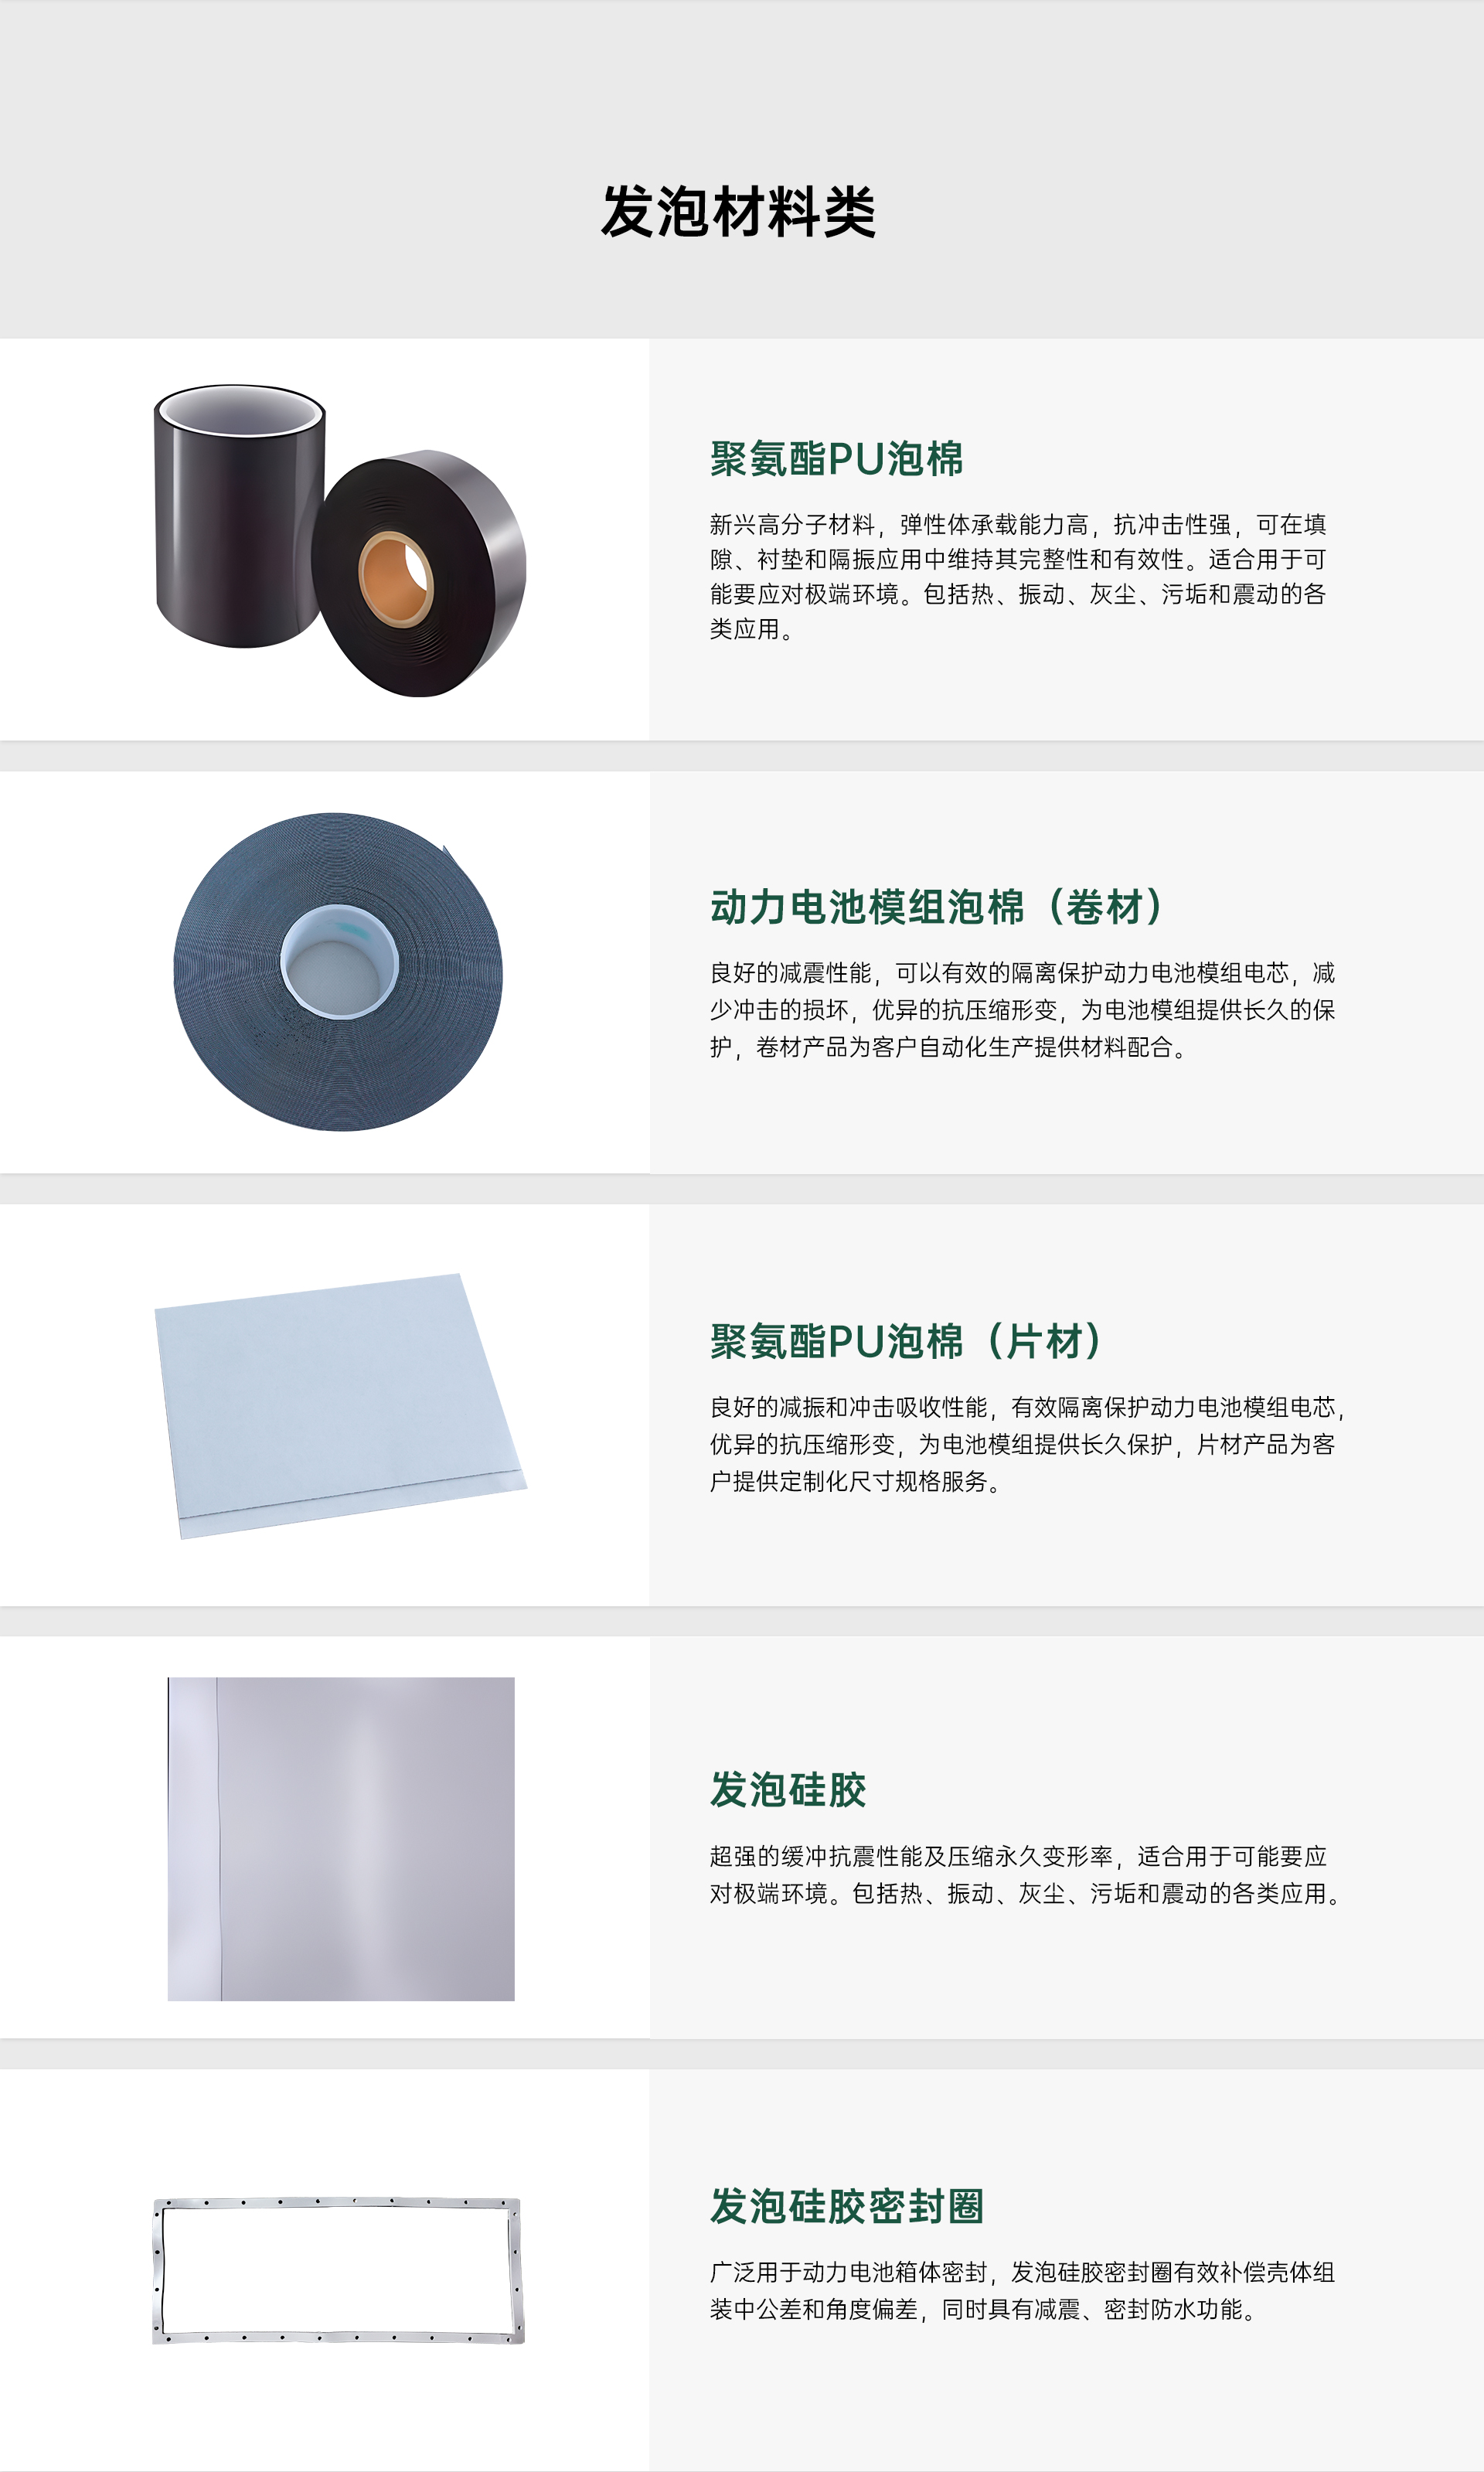 发泡材料类
聚氨酯PU泡棉
新兴高分子材料，弹性体承载能力高，抗冲击性强，可在填
隙、衬垫和隔振应用中维持其完整性和有效性。适合用于可
能要应对极端环境。包括热、振动、灰尘、污垢和震动的各
类应用。
动力电池模组泡棉（卷材）
良好的减震性能，可以有效的隔离保护动力电池模组电芯，减
少冲击的损坏，优异的抗压缩形变，为电池模组提供长久的保
护，卷材产品为客户自动化生产提供材料配合。
聚氨酯PU泡棉（片材）
良好的减振和冲击吸收性能，有效隔离保护动力电池模组电芯，
优异的抗压缩形变，为电池模组提供长久保护，片材产品为客
户提供定制化尺寸规格服务。
发泡硅胶
超强的缓冲抗震性能及压缩永久变形率，适合用于可能要应
对极端环境。包括热、振动、灰尘、污垢和震动的各类应用。
发泡硅胶密封圈
广泛用于动力电池箱体密封，发泡硅胶密封圈有效补偿壳体组
装中公差和角度偏差，同时具有减震、密封防水功能。